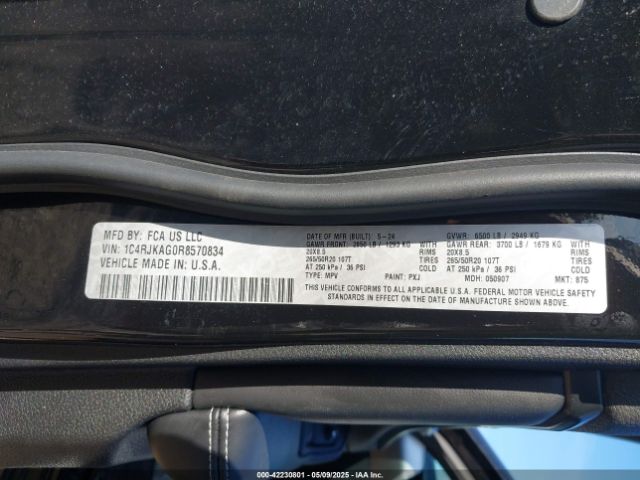 MFD BY: FCA US LLC
VIN: 1C4RJKAG0R8570834
VEHICLE MADE IN: U.S.A.
DATE OF MFR (BUILT): 5-24 GVWR: 6500 LB / 2949 KG
GAWR FRONT: 2850 LB / 1293 KG GAWR REAR: 3700 LB / 1679 KG
20X8.5 RIMS 20X8.5 RIMS
265/50R20 107T TIRES 265/50R20 107T TIRES
AT 250 kPa / 36 PSI COLD AT 250 kPa / 36 PSI COLD
TYPE: MPV PAINT: PXJ MDH: 050907 MKT: 875
THIS VEHICLE CONFORMS TO ALL APPLICABLE U.S.A. FEDERAL MOTOR VEHICLE SAFETY
STANDARDS IN EFFECT ON THE DATE OF MANUFACTURE SHOWN ABOVE.
000-42230801 - 05/09/2025 - © IAA, Inc.